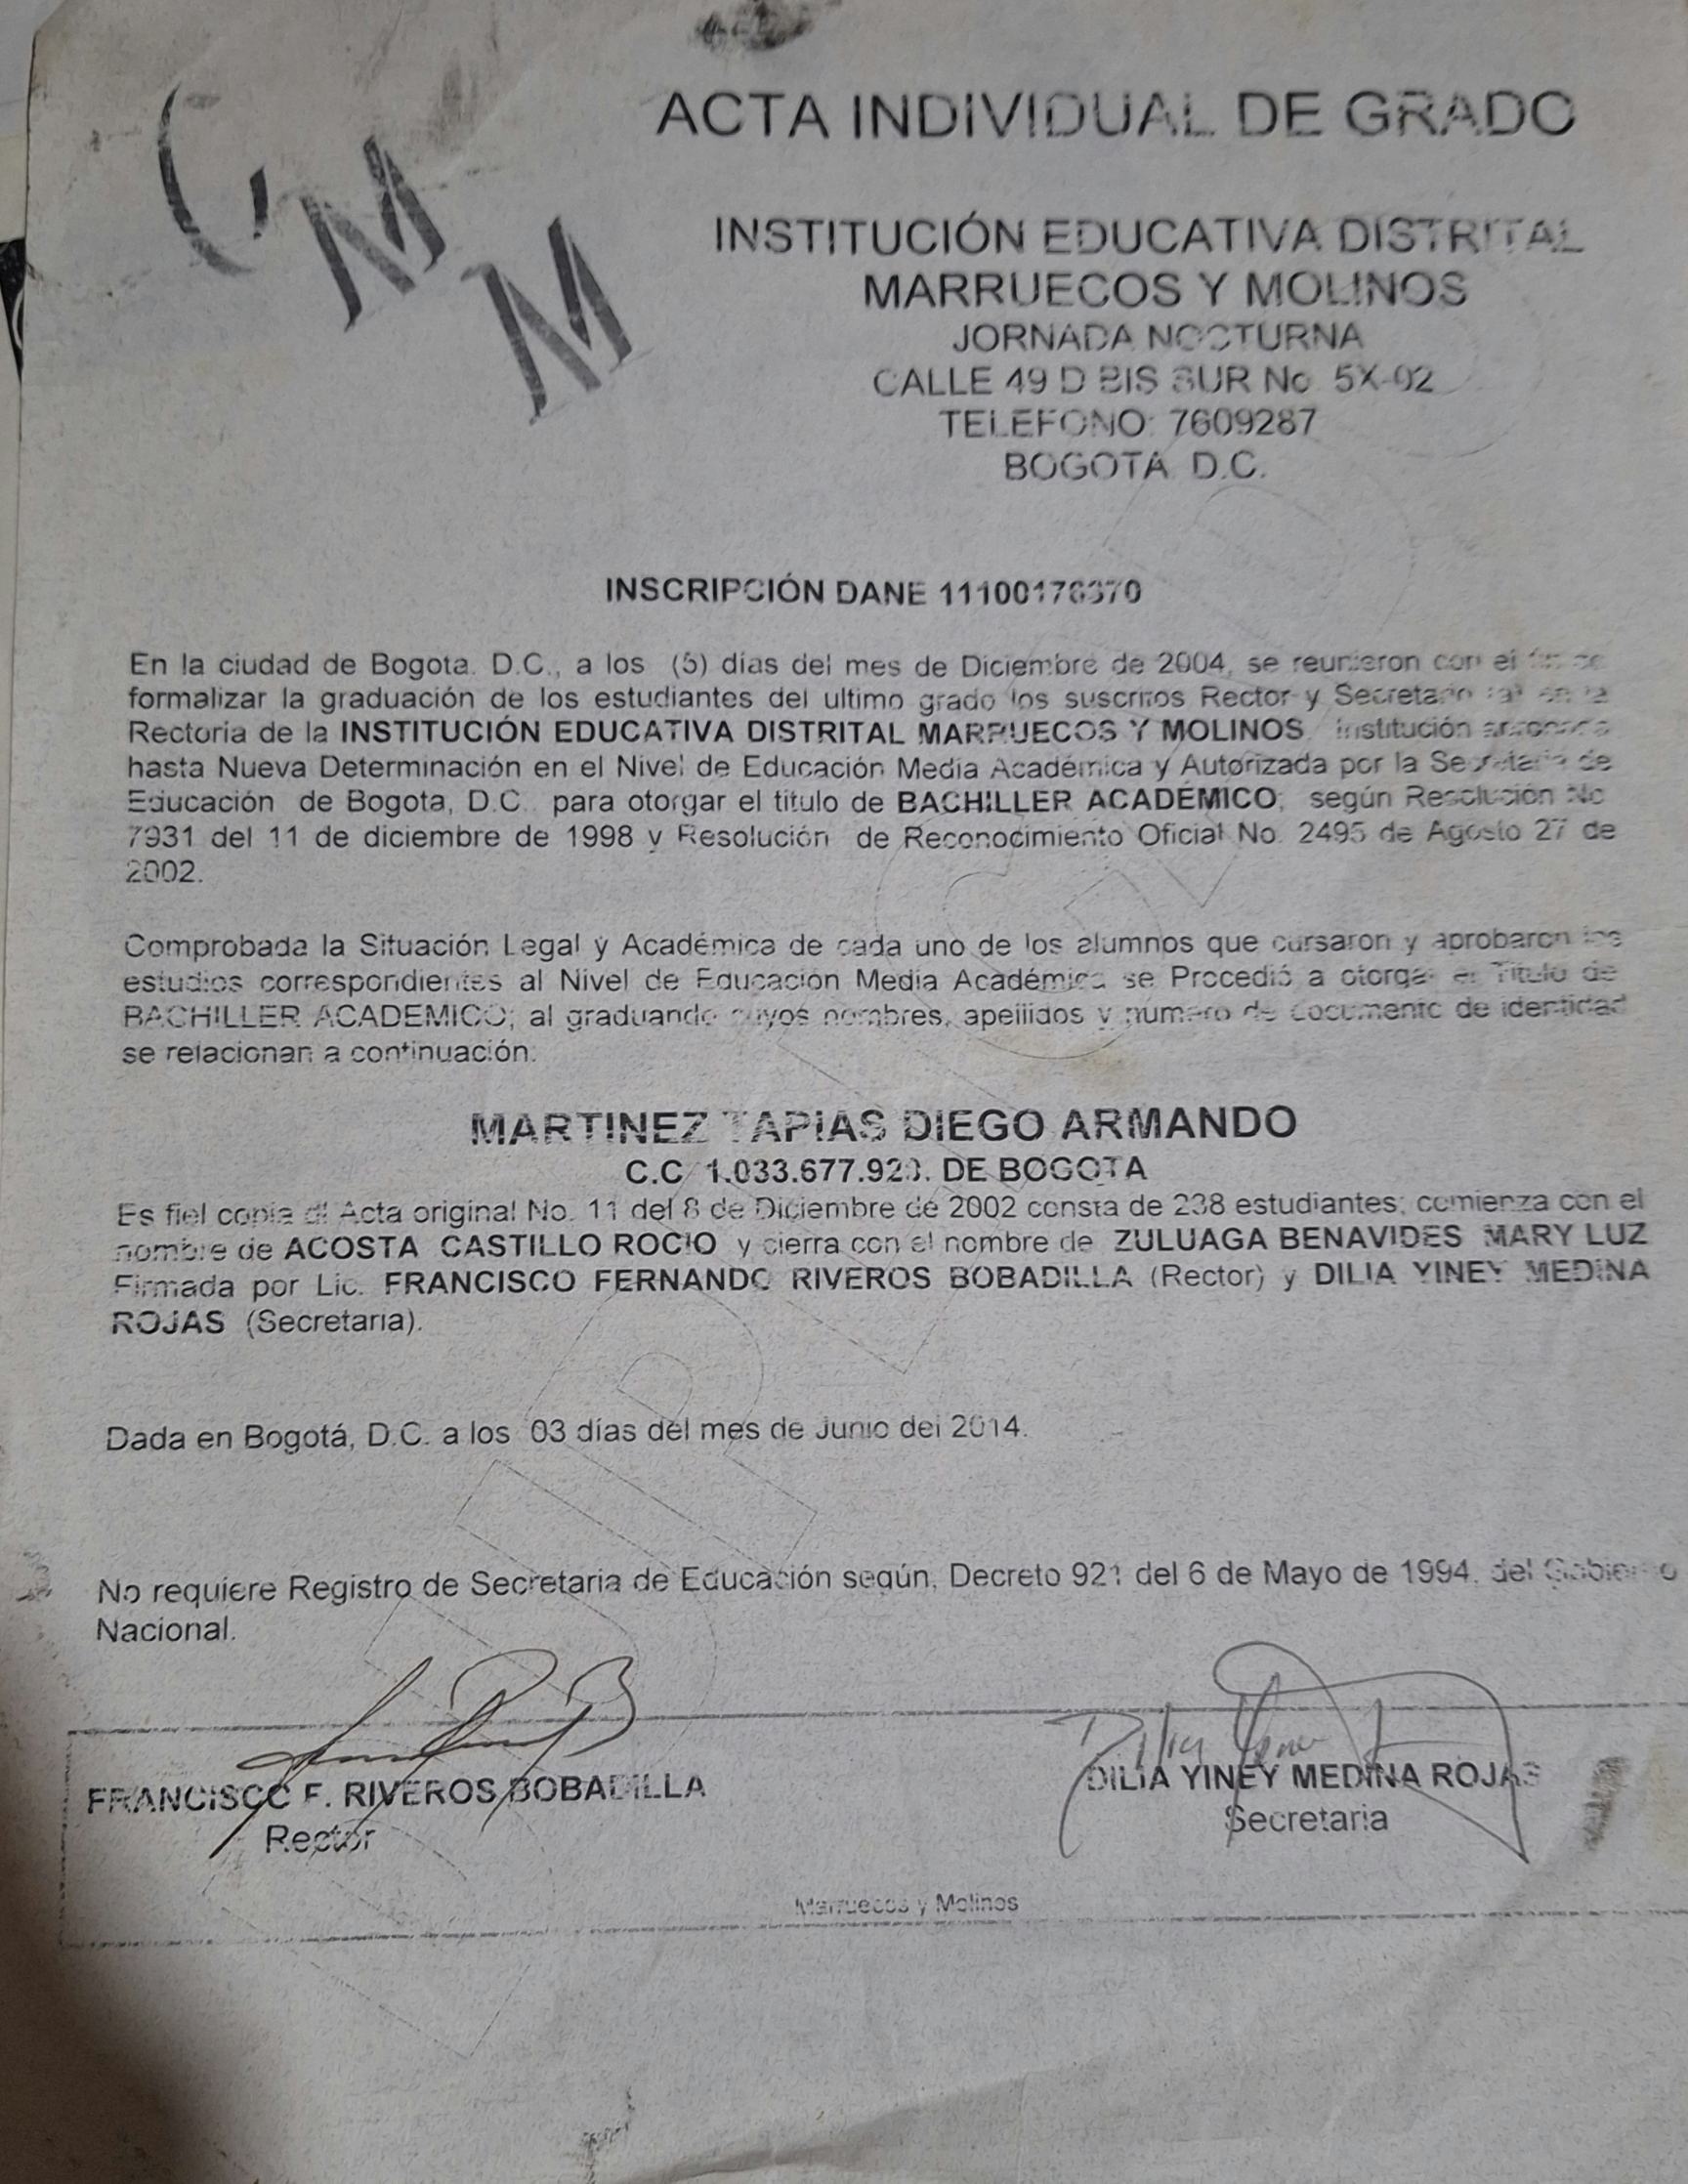 CMM
ACTA INDIVIDUAL DE GRADO
INSTITUCIÓN EDUCATIVA DISTRITAL
MARRUECOS Y MOLINOS
JORNADA NOCTURNA
CALLE 49 D BIS SUR No 5X-02
TELEFONO: 7609287
BOGOTA D.C.
INSCRIPCIÓN DANE
En la ciudad de Bogota. D.C., a los (5) días del mes de Diciembre de 2004, se reunieron con el fin de
formalizar la graduación de los estudiantes del ultimo grado los suscritos Rector y Secretario en la
Rectoría de la INSTITUCIÓN EDUCATIVA DISTRITAL MARRUECOS Y MOLINOS, Institución aprobada
hasta Nueva Determinación en el Nivel de Educación Media Académica y Autorizada por la Secretaria de
Educación de Bogota, D.C. para otorgar el titulo de BACHILLER ACADÉMICO; según Resolución No
7931 del 11 de diciembre de 1998 y Resolución de Reconocimiento Oficial No. 2495 de Agosto 27 de
2002.
Comprobada la Situación Legal y Académica de cada uno de los alumnos que cursaron y aprobaron los
estudios correspondientes al Nivel de Educación Media Académica se Procedió a otorgar el Titulo de
BACHILLER ACADEMICO; al graduando cuyos nombres, apellidos y numero de documento de identidad
se relacionan a continuación:
MARTINEZ TAPIAS DIEGO ARMANDO
C.C. DE BOGOTA
Es fiel copia dl Acta original No. 11 del 8 de Diciembre de 2002 consta de 238 estudiantes; comienza con el
nombre de ACOSTA CASTILLO ROCIO y cierra con el nombre de ZULUAGA BENAVIDES MARY LUZ
Firmada por Lic. FRANCISCO FERNANDO RIVEROS BOBADILLA (Rector) y DILIA YINEY MEDINA
ROJAS (Secretaria).
Dada en Bogotá, D.C. a los 03 días del mes de Junio del 2014.
No requiere Registro de Secretaria de Educación según, Decreto 921 del 6 de Mayo de 1994, del Gobierno
Nacional.
FRANCISCO F. RIVEROS BOBADILLA
Rector
DILIA YINEY MEDINA ROJAS
Secretaria
Marruecos y Molinos